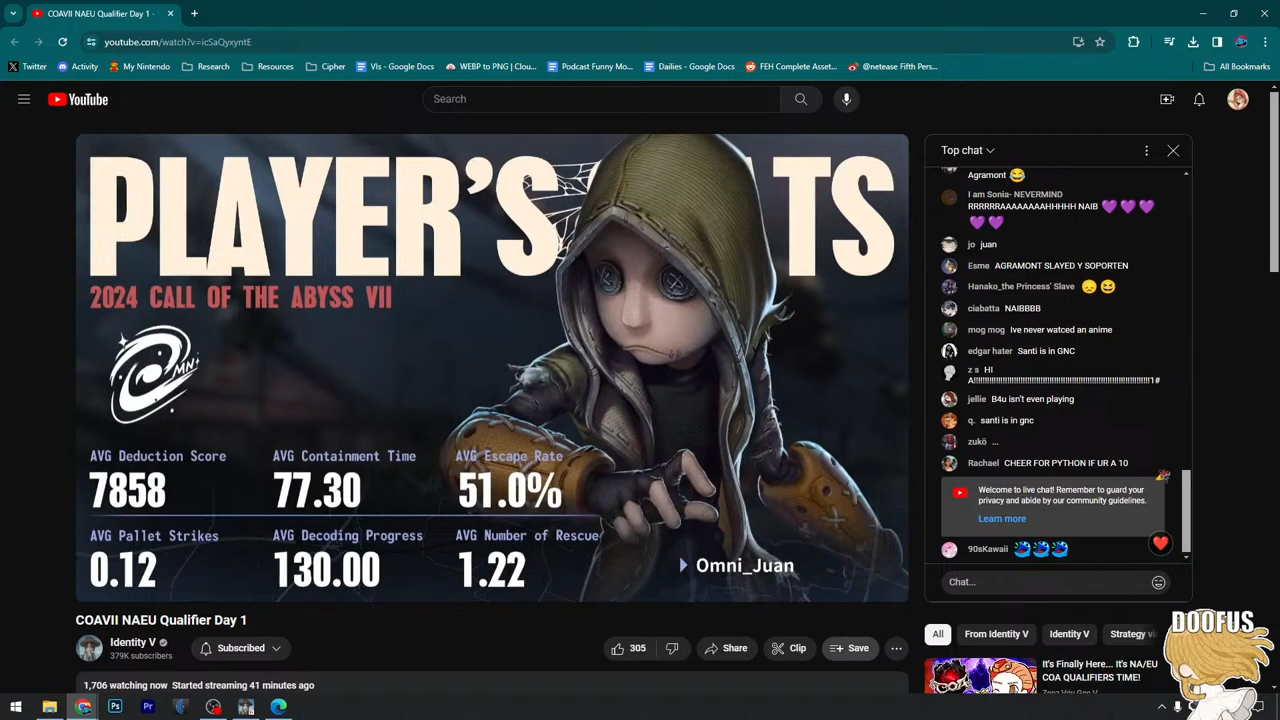 COAVII NAEU Qualifier Day 1 -
youtube.com/watch?v=icSaQyxyntE
Twitter
Activity
My Nintendo
Research
Resources
Cipher
VIs - Google Docs
WEBP to PNG | Clou...
Podcast Funny Mo...
Dailies - Google Docs
FEH Complete Asset...
@netease Fifth Pers...
All Bookmarks
YouTube
Search
PLAYER'S
ATS
2024 CALL OF THE ABYSS VII
MNI
AVG Deduction Score
7858
AVG Containment Time
77.30
AVG Escape Rate
51.0%
AVG Pallet Strikes
0.12
AVG Decoding Progress
130.00
AVG Number of Rescue
1.22
Omni_Juan
Top chat
Agramont 😂
I am Sonia- NEVERMIND
RRRRRRAAAAAAAAHHHHH NAIB 💜💜💜
💜💜
jo juan
Esme AGRAMONT SLAYED Y SOPORTEN
Hanako_the Princess' Slave 😞😆
ciabatta NAIBBBB
mog mog Ive never watced an anime
edgar hater Santi is in GNC
z s HI
jellie B4u isn't even playing
q. santi is in gnc
zukö ...
Rachael CHEER FOR PYTHON IF UR A 10
Welcome to live chat! Remember to guard your
privacy and abide by our community guidelines.
Learn more
90sKawaii
Chat...
COAVII NAEU Qualifier Day 1
Identity V
379K subscribers
Subscribed
305
Share
Clip
Save
1,706 watching now Started streaming 41 minutes ago
All
From Identity V
Identity V
Strategy vi
It's Finally Here... It's NA/EU
COA QUALIFIERS TIME!
DOOFUS
Ps
Pr